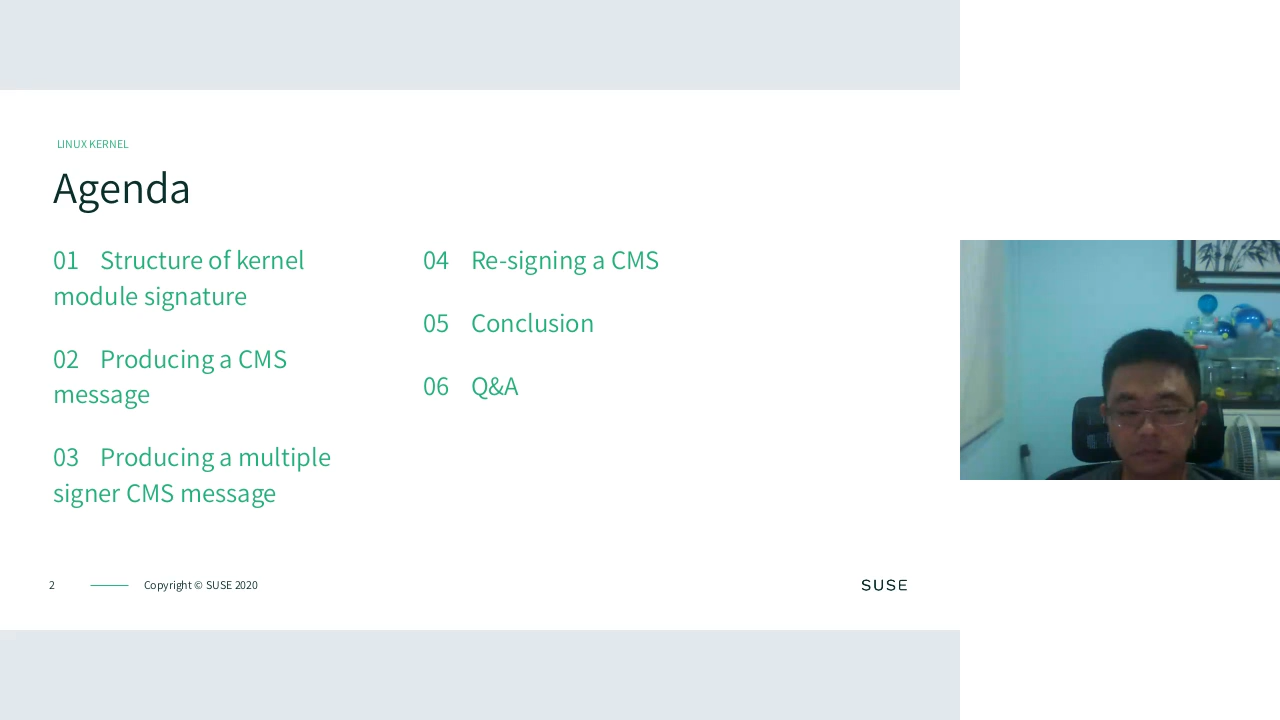 LINUX KERNEL
Agenda
01 Structure of kernel
module signature
02 Producing a CMS
message
03 Producing a multiple
signer CMS message
04 Re-signing a CMS
05 Conclusion
06 Q&A
2 Copyright © SUSE 2020
SUSE